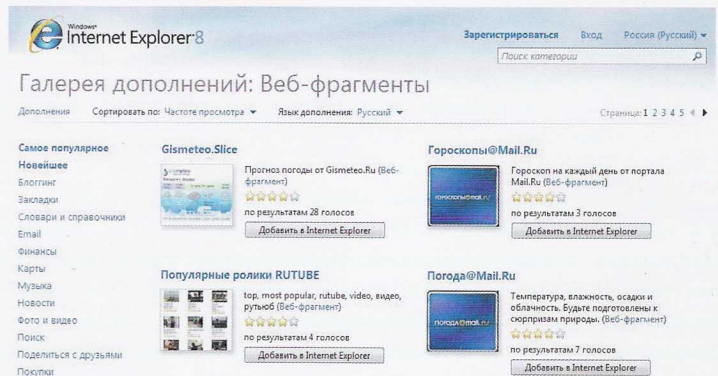 Windows®
Internet Explorer 8
Зарегистрироваться Вход Россия (Русский)
Поиск категории
Галерея дополнений: Веб-фрагменты
Дополнения Сортировать по: Частоте просмотра Язык дополнения: Русский Страница: 1 2 3 4 5
Самое популярное
Новейшее
Блоггинг
Закладки
Словари и справочники
Email
Финансы
Карты
Музыка
Новости
Фото и видео
Поиск
Поделиться с друзьями
Покупки
Gismeteo.Slice
Прогноз погоды от Gismeteo.Ru (Веб-
фрагмент)
по результатам 28 голосов
Добавить в Internet Explorer
Гороскопы@Mail.Ru
гороскопы@mail.ru
Гороскоп на каждый день от портала
Mail.Ru (Веб-фрагмент)
по результатам 3 голосов
Добавить в Internet Explorer
Популярные ролики RUTUBE
top, most popular, rutube, video, видео,
рутьюб (Веб-фрагмент)
по результатам 4 голосов
Добавить в Internet Explorer
Погода@Mail.Ru
погода@mail.ru
Температура, влажность, осадки и
облачность. Будьте подготовлены к
сюрпризам природы. (Веб-фрагмент)
по результатам 7 голосов
Добавить в Internet Explorer